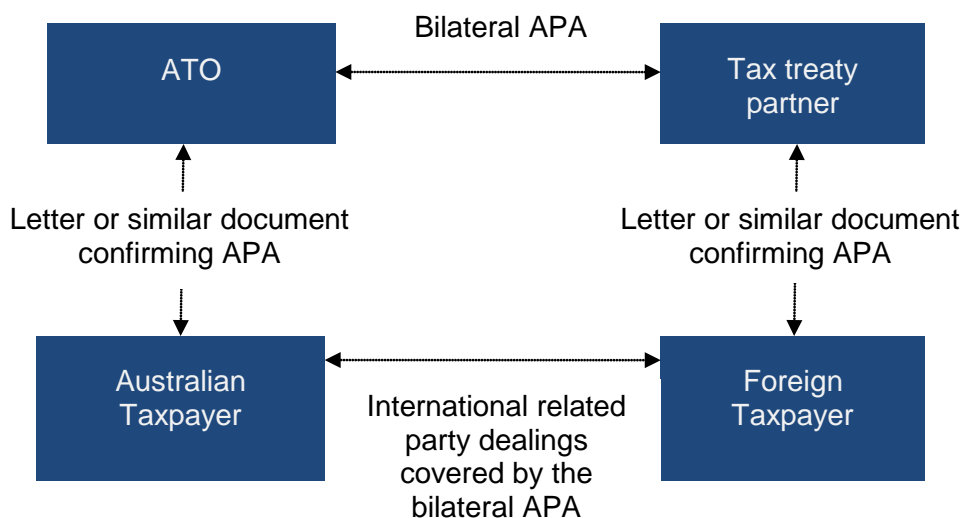 Bilateral APA
ATO
Tax treaty
partner
Letter or similar document
confirming APA
Letter or similar document
confirming APA
Australian
Taxpayer
International related
party dealings
covered by the
bilateral APA
Foreign
Taxpayer